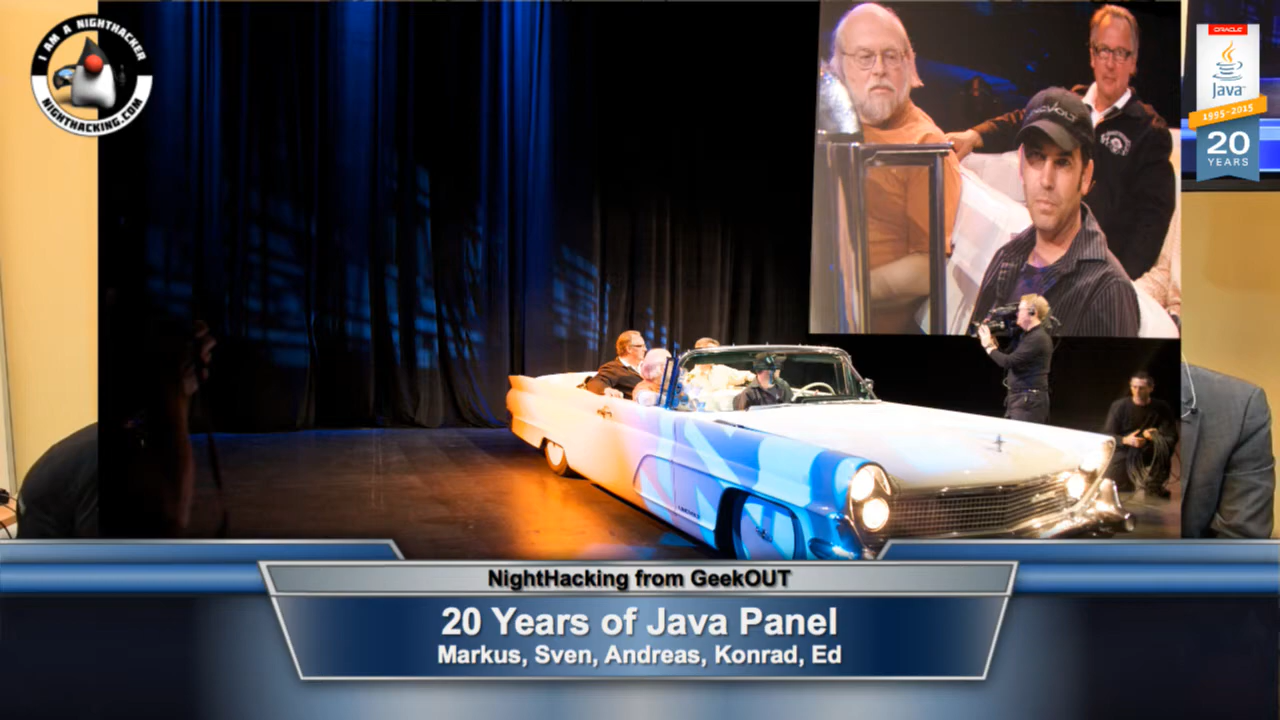 I AM A NIGHTHACKER
NIGHTHACKING.COM
ORACLE
Java
1995-2015
20
YEARS
NightHacking from GeekOUT
20 Years of Java Panel
Markus, Sven, Andreas, Konrad, Ed